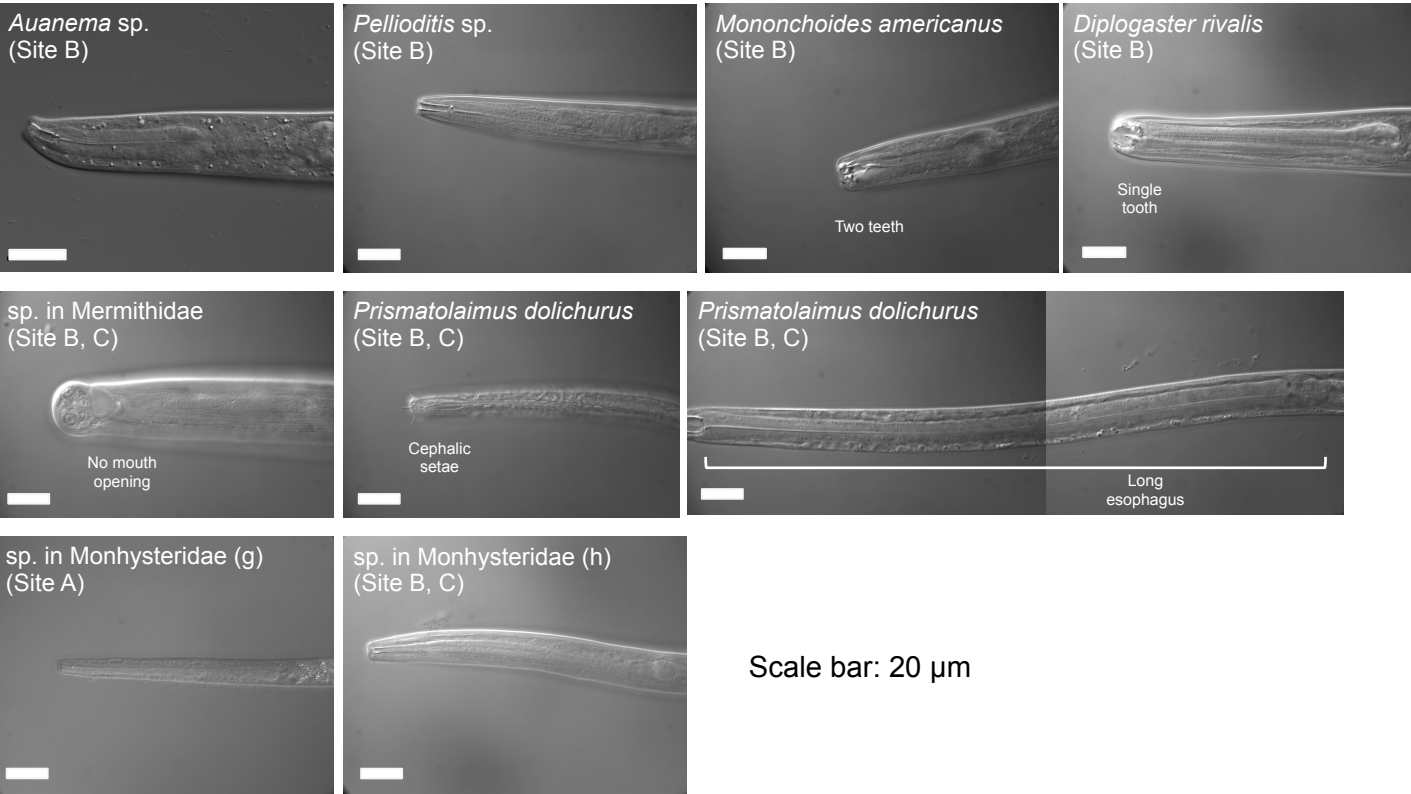 Auanema sp.
(Site B)
Pellioditis sp.
(Site B)
Mononchoides americanus
(Site B)
Two teeth
Diplogaster rivalis
(Site B)
Single
tooth
sp. in Mermithidae
(Site B, C)
No mouth
opening
Prismatolaimus dolichurus
(Site B, C)
Cephalic
setae
Prismatolaimus dolichurus
(Site B, C)
Long
esophagus
sp. in Monhysteridae (g)
(Site A)
sp. in Monhysteridae (h)
(Site B, C)
Scale bar: 20 μm